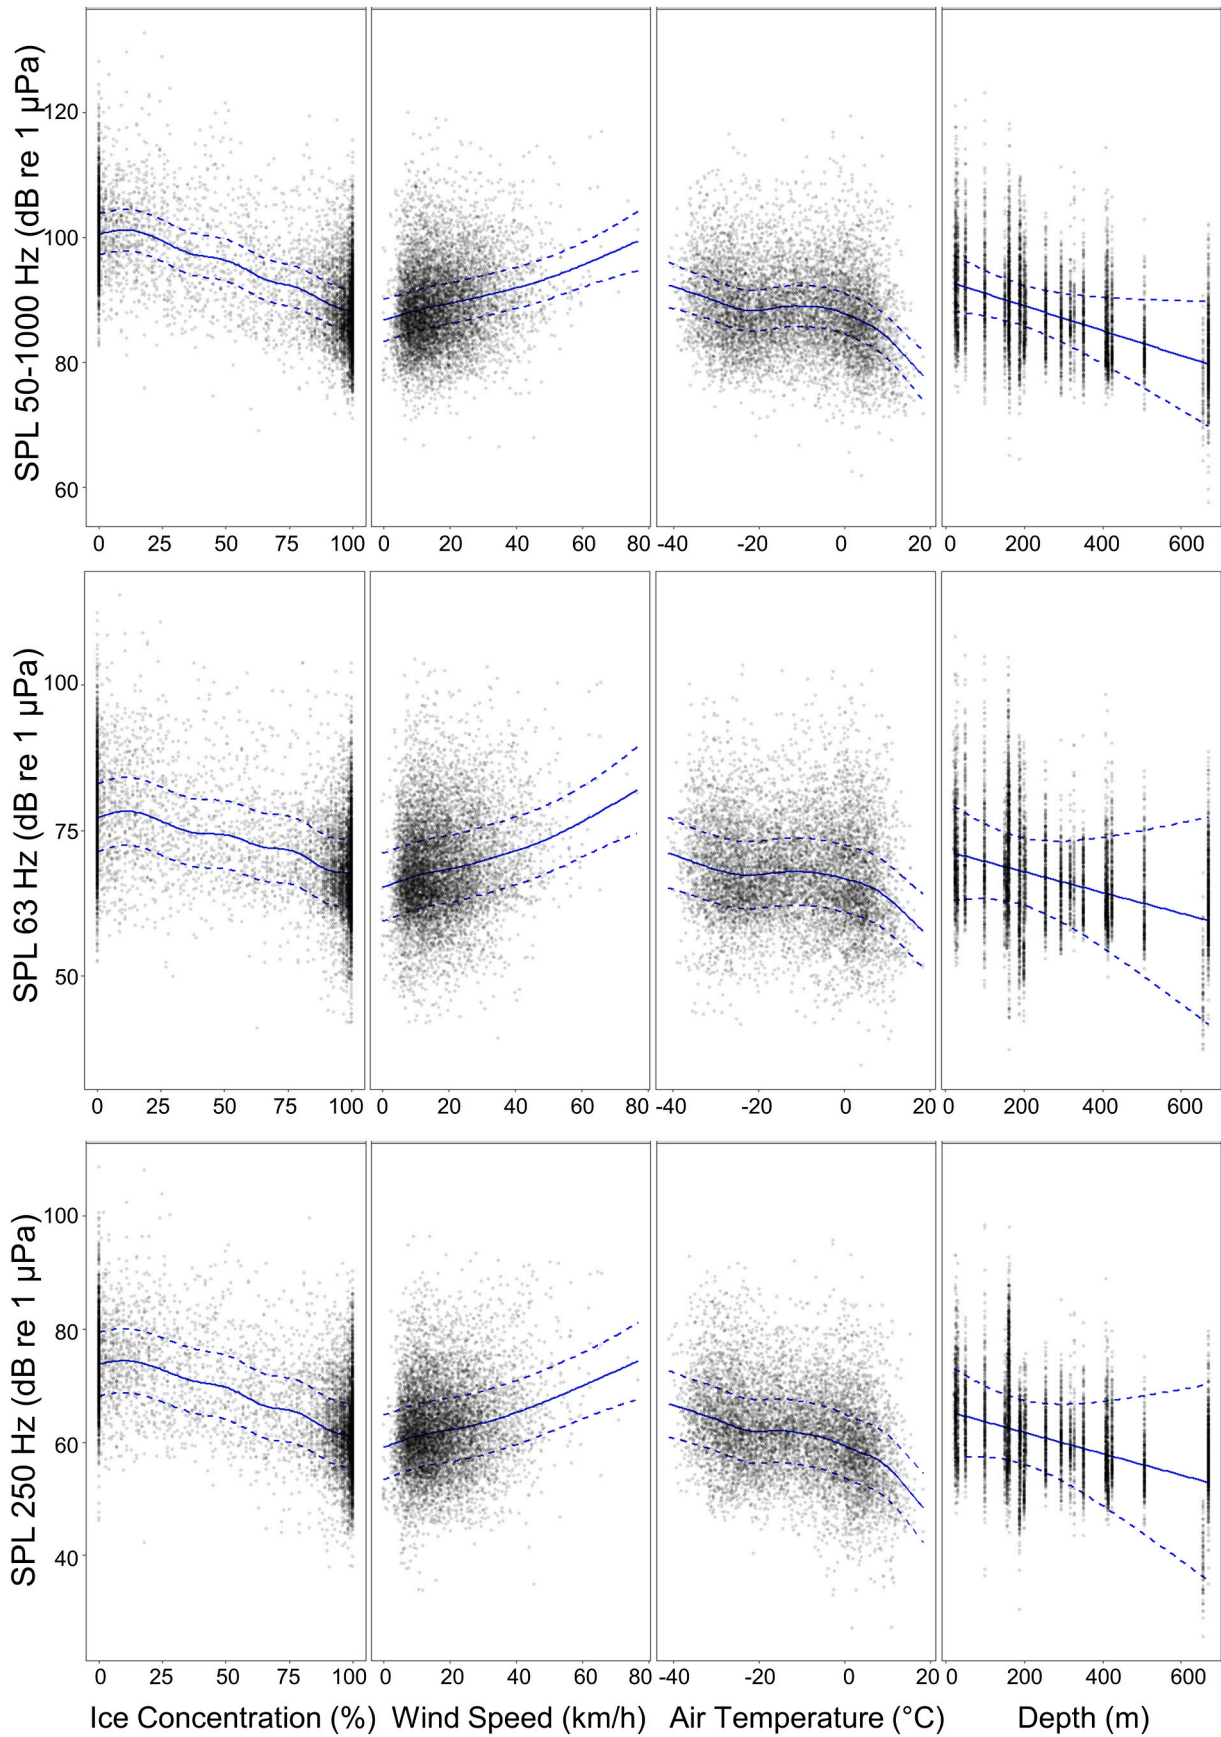 SPL 50-1000 Hz (dB re 1 µPa)
120
100
80
60
0 25 50 75 100 0 20 40 60 80 -40 -20 0 20 0 200 400 600
SPL 63 Hz (dB re 1 µPa)
100
75
50
0 25 50 75 100 0 20 40 60 80 -40 -20 0 20 0 200 400 600
SPL 250 Hz (dB re 1 µPa)
100
80
60
40
0 25 50 75 100 0 20 40 60 80 -40 -20 0 20 0 200 400 600
Ice Concentration (%) Wind Speed (km/h) Air Temperature (°C) Depth (m)